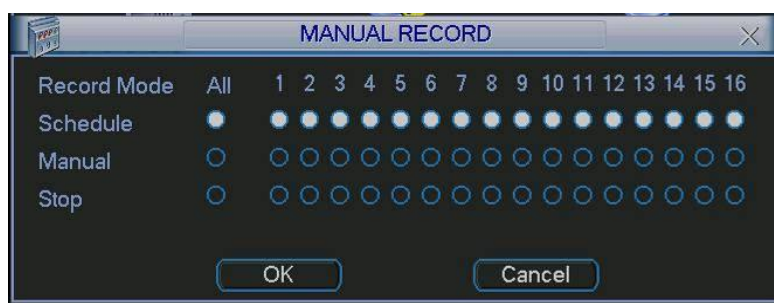 MANUAL RECORD
Record Mode All 1 2 3 4 5 6 7 8 9 10 11 12 13 14 15 16
Schedule
Manual
Stop
OK Cancel